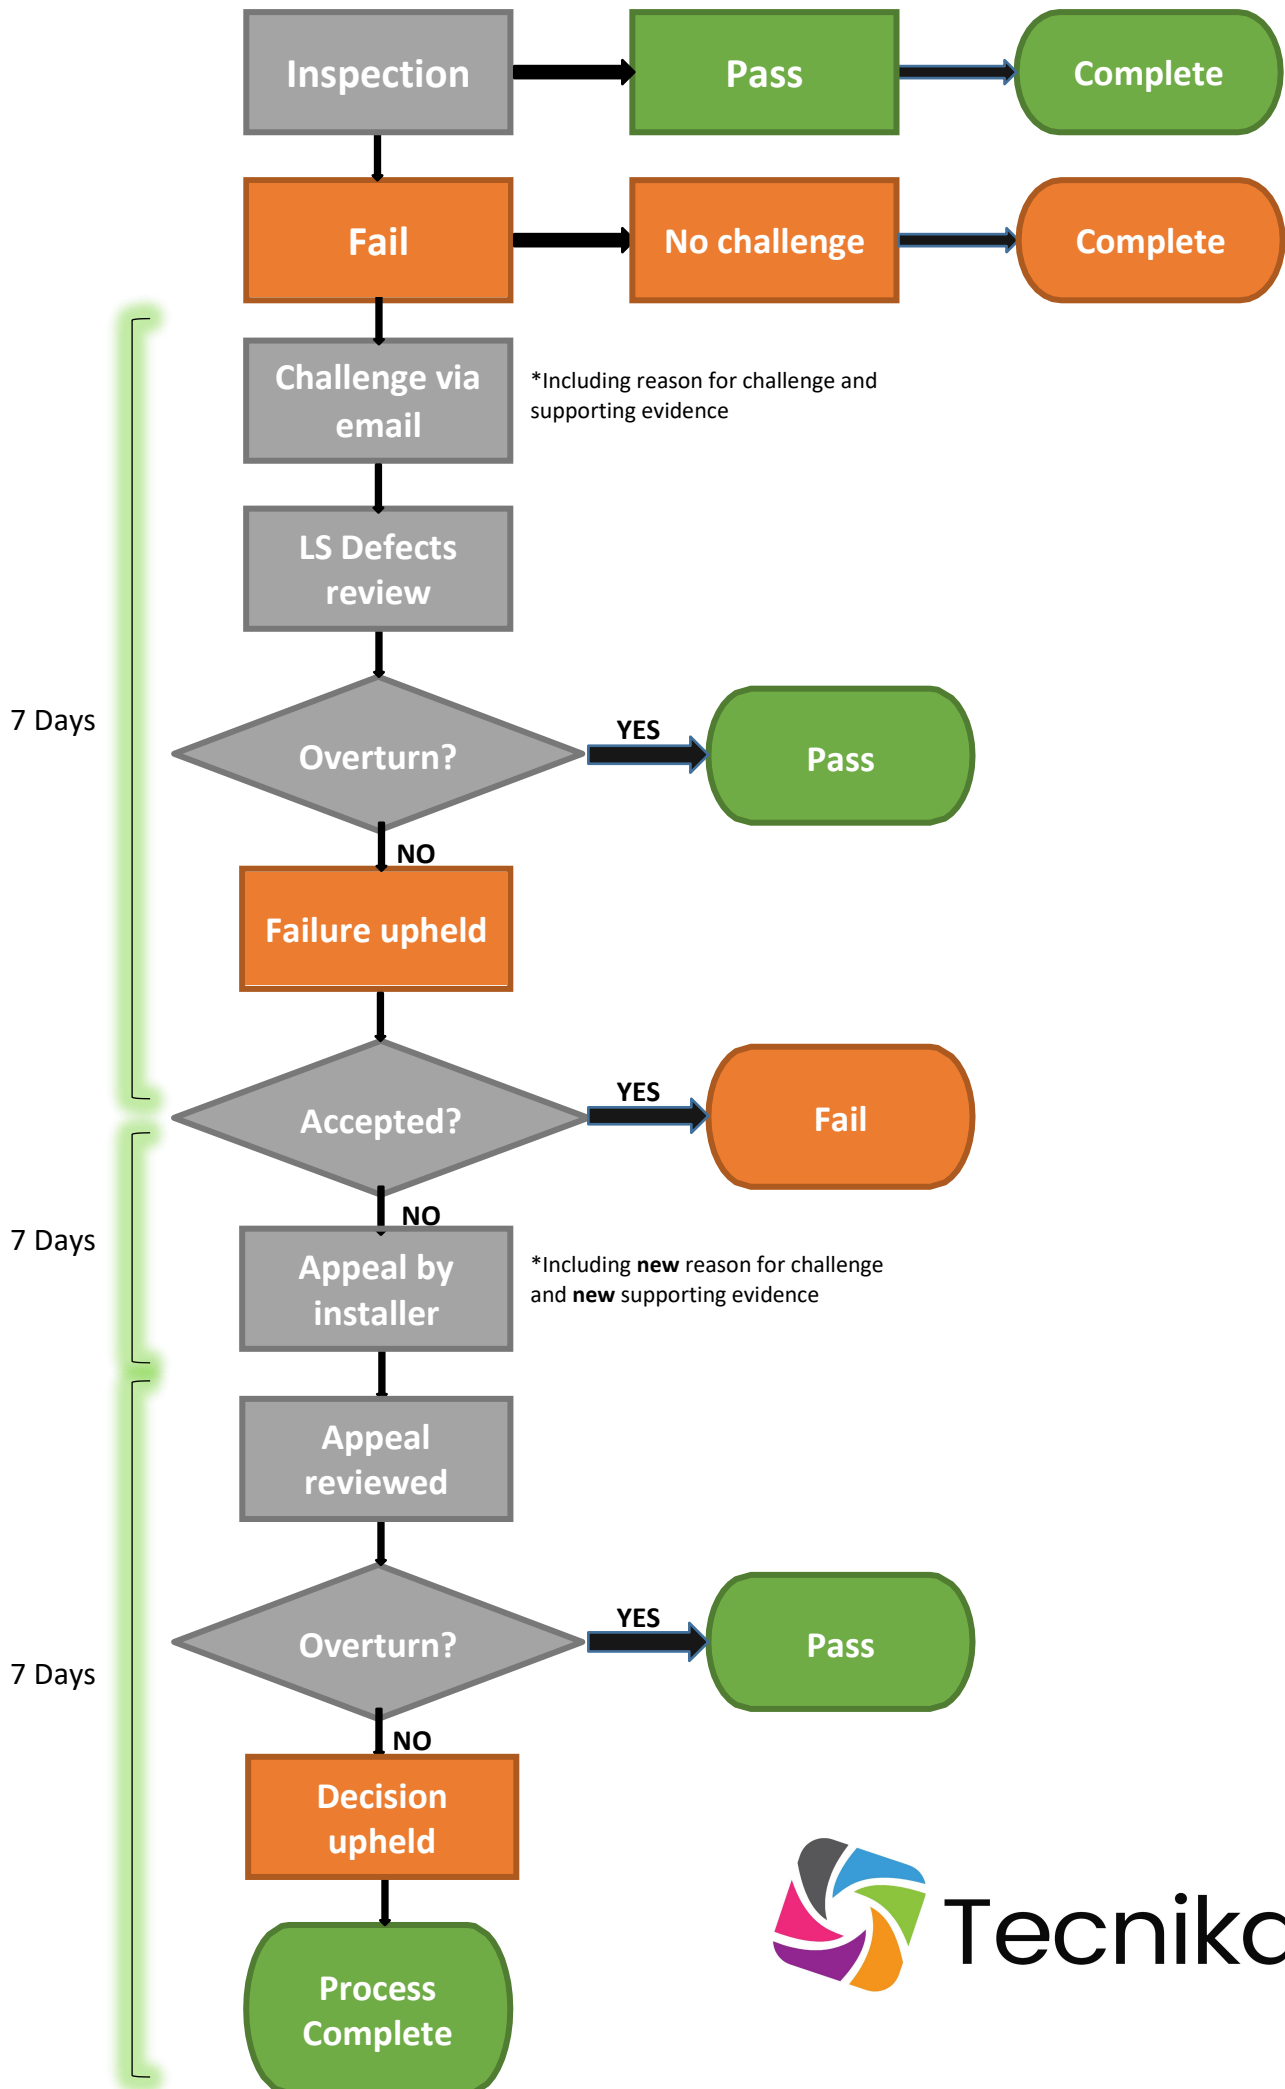 Inspection
Pass
Complete
Fail
No challenge
Complete
Challenge via
email
*Including reason for challenge and
supporting evidence
LS Defects
review
7 Days
Overturn?
YES
Pass
NO
Failure upheld
Accepted?
YES
Fail
NO
7 Days
Appeal by
installer
*Including new reason for challenge
and new supporting evidence
Appeal
reviewed
Overturn?
YES
Pass
7 Days
NO
Decision
upheld
Process
Complete
Tecnika